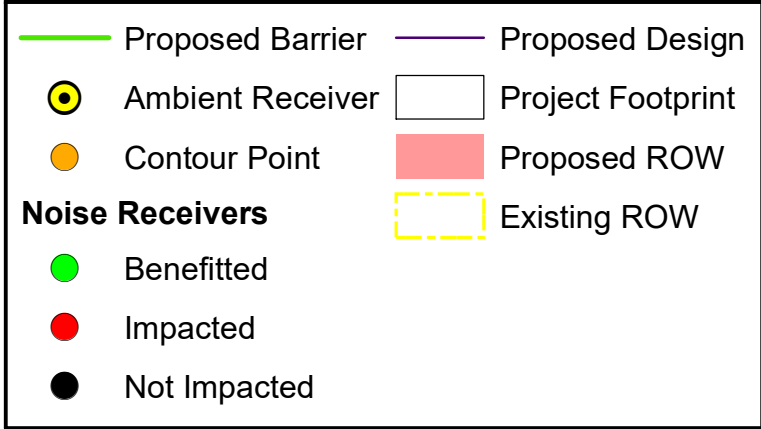 Proposed Barrier
Ambient Receiver
Contour Point
Noise Receivers
Benefitted
Impacted
Not Impacted
Proposed Design
Project Footprint
Proposed ROW
Existing ROW